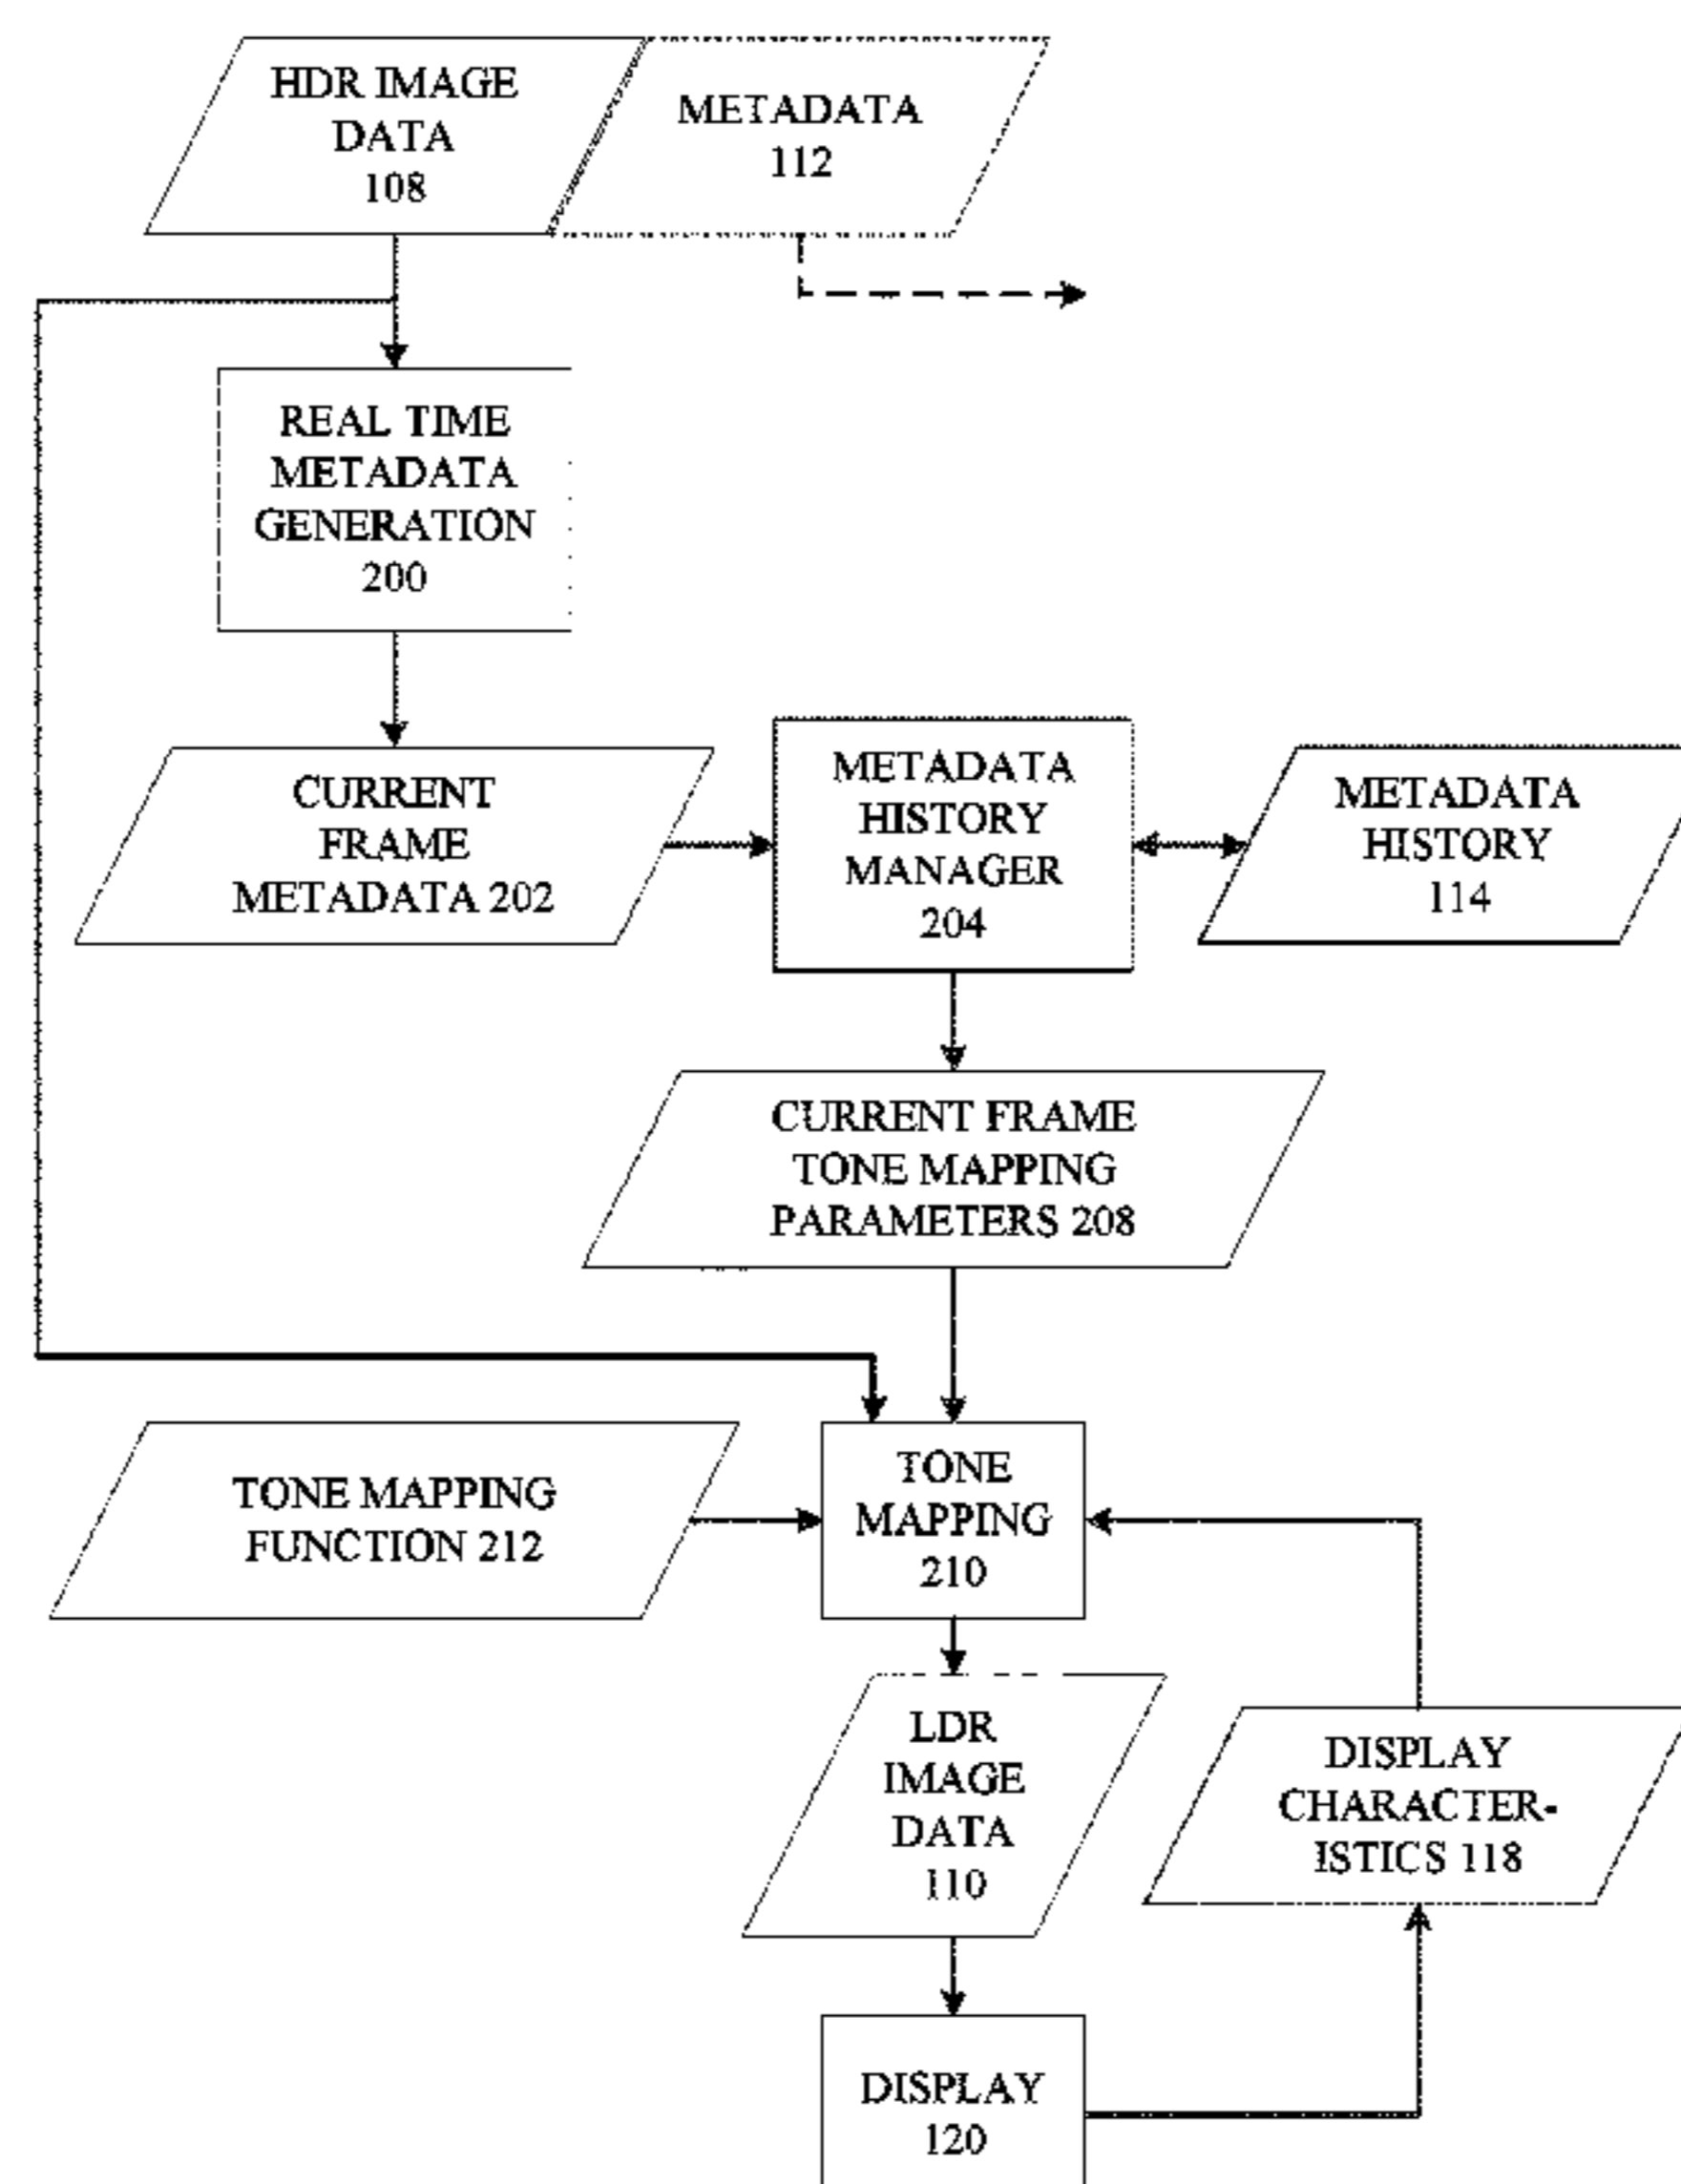 HDR IMAGE
DATA
108
METADATA
112
REAL TIME
METADATA
GENERATION
200
CURRENT
FRAME
METADATA 202
METADATA
HISTORY
MANAGER
204
METADATA
HISTORY
114
CURRENT FRAME
TONE MAPPING
PARAMETERS 208
TONE MAPPING
FUNCTION 212
TONE
MAPPING
210
LDR
IMAGE
DATA
110
DISPLAY
CHARACTER-
ISTICS 118
DISPLAY
120